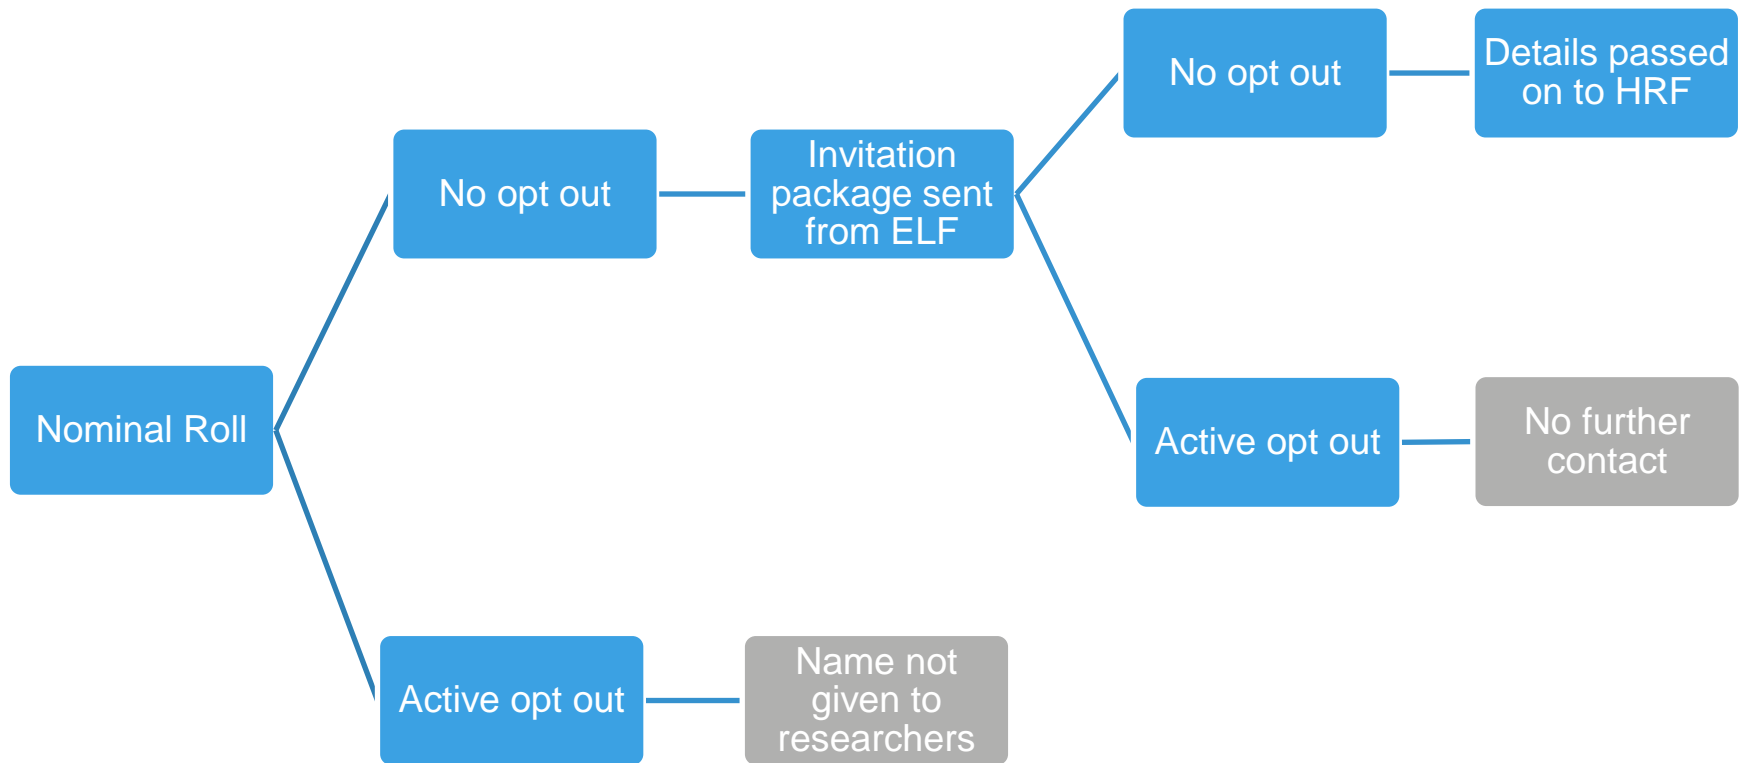 Nominal Roll
No opt out
Invitation
package sent
from ELF
No opt out
Details passed
on to HRF
Active opt out
No further
contact
Active opt out
Name not
given to
researchers